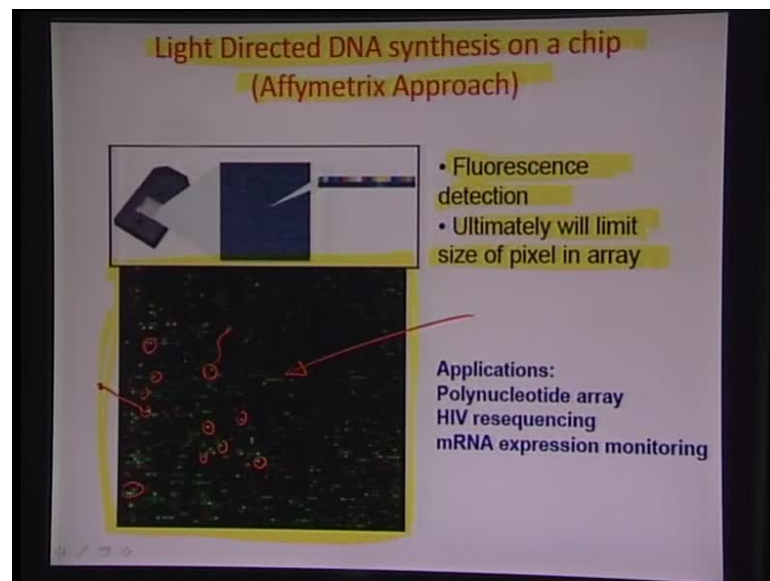 Light Directed DNA synthesis on a chip
(Affymetrix Approach)
• Fluorescence
detection
• Ultimately will limit
size of pixel in array
Applications:
Polynucleotide array
HIV resequencing
mRNA expression monitoring